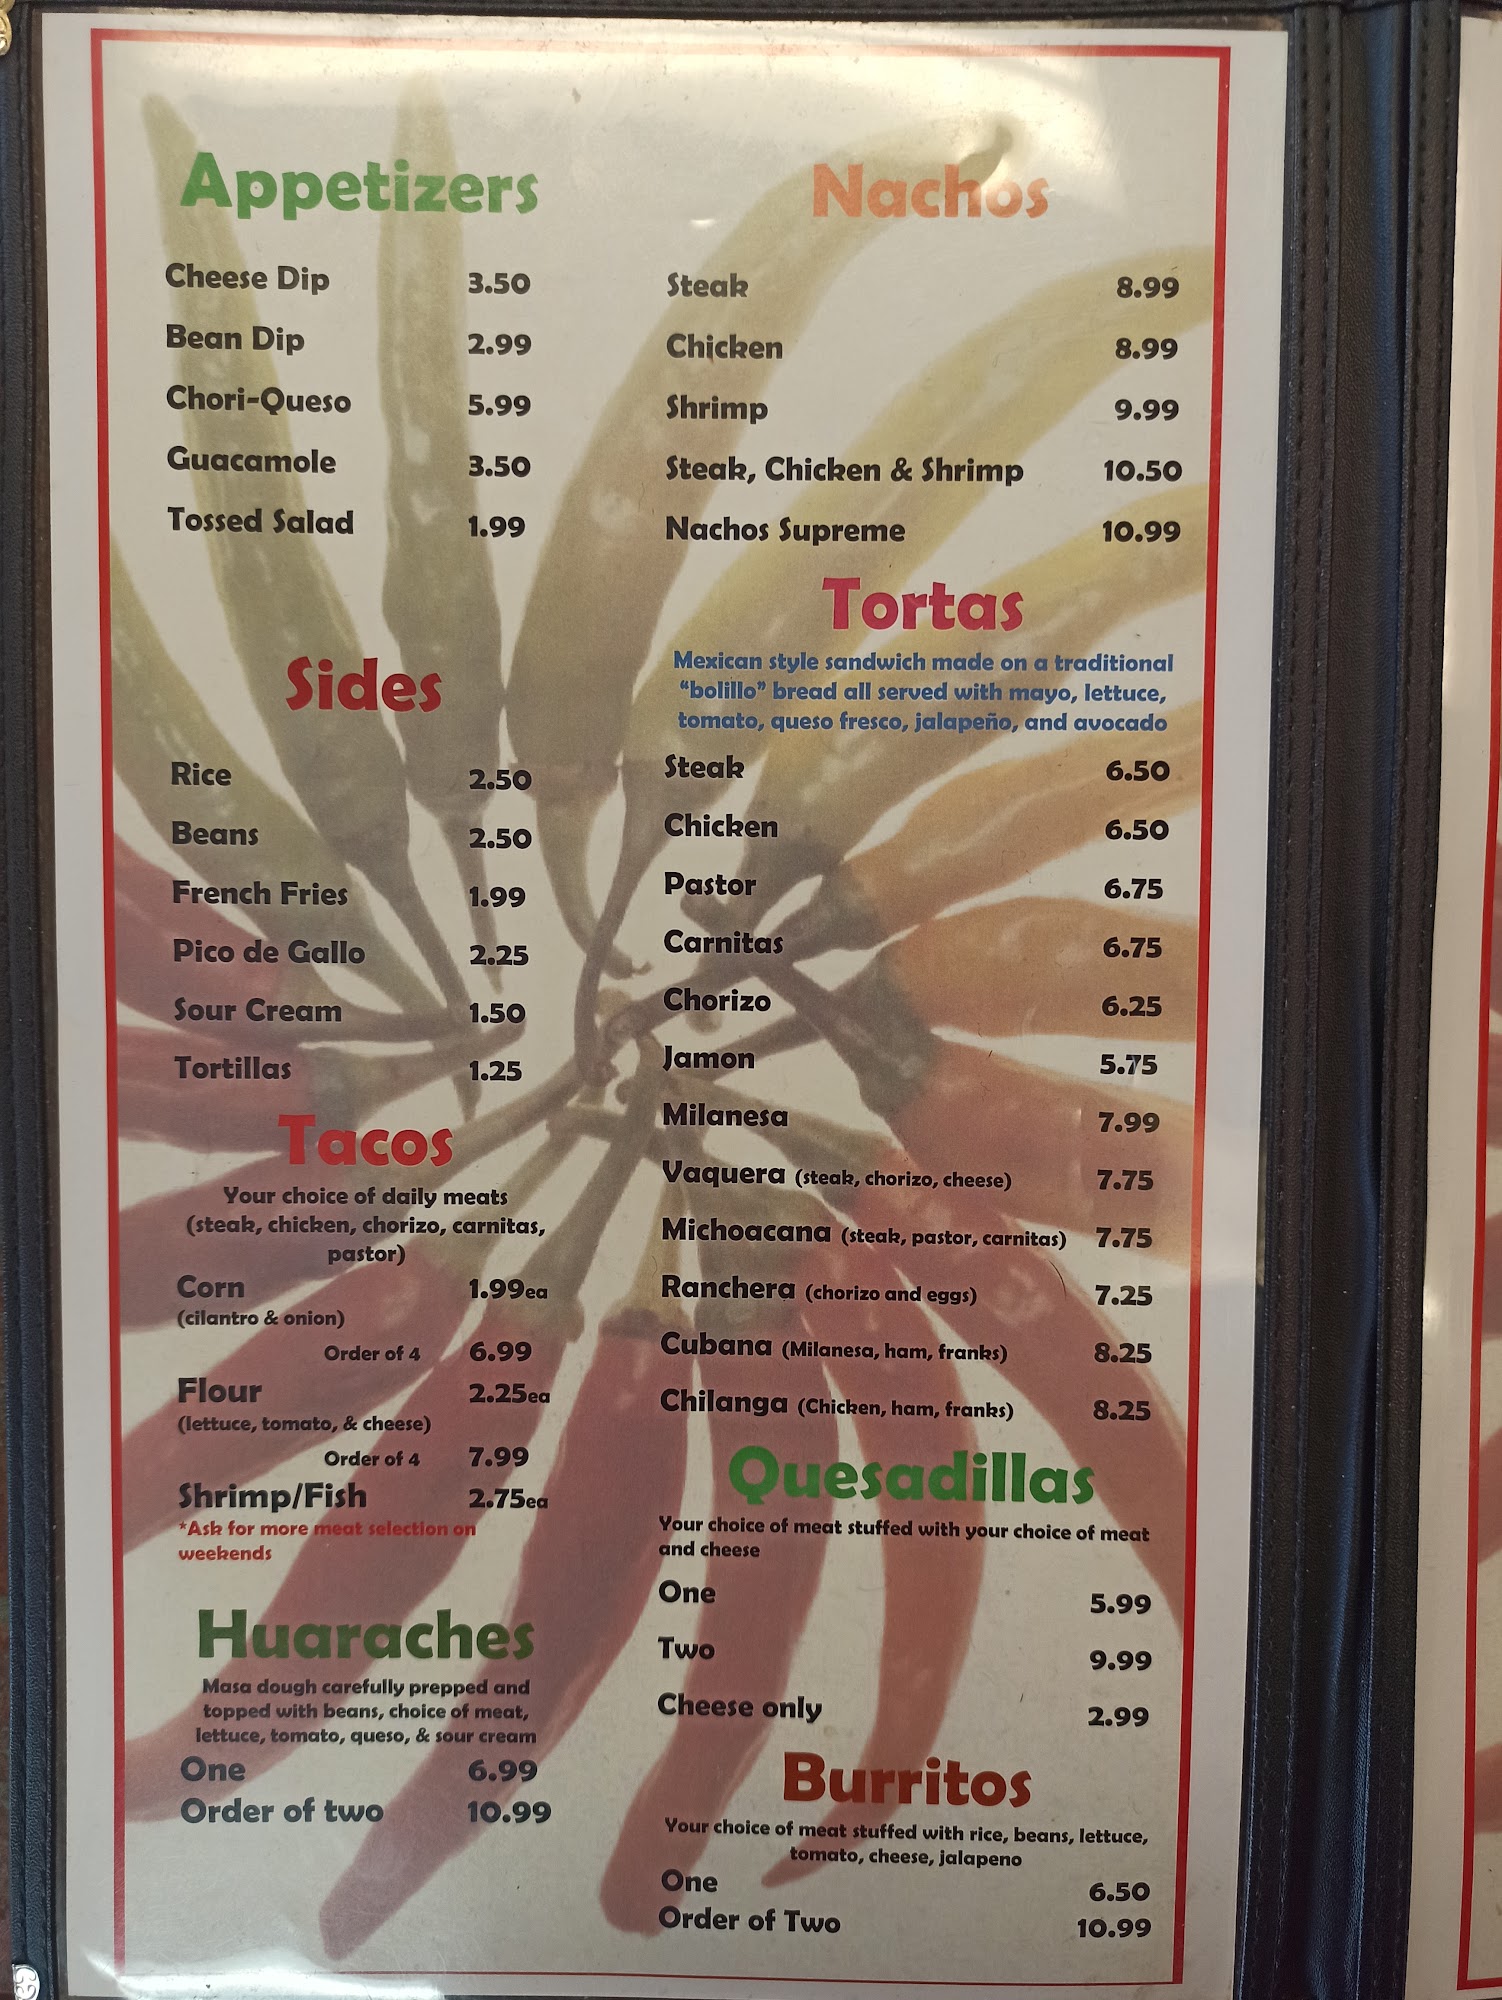 Appetizers
Cheese Dip 3.50
Bean Dip 2.99
Chori-Queso 5.99
Guacamole 3.50
Tossed Salad 1.99
Sides
Rice 2.50
Beans 2.50
French Fries 1.99
Pico de Gallo 2.25
Sour Cream 1.50
Tortillas 1.25
Tacos
Your choice of daily meats
(steak, chicken, chorizo, carnitas,
pastor)
Corn 1.99ea
(cilantro & onion)
Order of 4 6.99
Flour 2.25ea
(lettuce, tomato, & cheese)
Order of 4 7.99
Shrimp/Fish 2.75ea
*Ask for more meat selection on
weekends
Huaraches
Masa dough carefully prepped and
topped with beans, choice of meat,
lettuce, tomato, queso, & sour cream
One 6.99
Order of two 10.99
Nachos
Steak 8.99
Chicken 8.99
Shrimp 9.99
Steak, Chicken & Shrimp 10.50
Nachos Supreme 10.99
Tortas
Mexican style sandwich made on a traditional
“bolillo” bread all served with mayo, lettuce,
tomato, queso fresco, jalapeño, and avocado
Steak 6.50
Chicken 6.50
Pastor 6.75
Carnitas 6.75
Chorizo 6.25
Jamon 5.75
Milanesa 7.99
Vaquera (steak, chorizo, cheese) 7.75
Michoacana (steak, pastor, carnitas) 7.75
Ranchera (chorizo and eggs) 7.25
Cubana (Milanesa, ham, franks) 8.25
Chilanga (Chicken, ham, franks) 8.25
Quesadillas
Your choice of meat stuffed with your choice of meat
and cheese
One 5.99
Two 9.99
Cheese only 2.99
Burritos
Your choice of meat stuffed with rice, beans, lettuce,
tomato, cheese, jalapeno
One 6.50
Order of Two 10.99